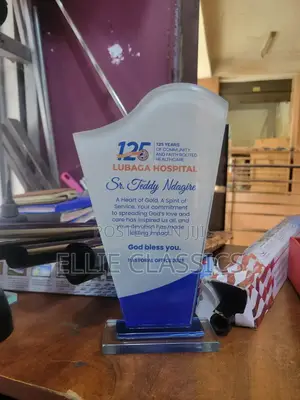 125
125 YEARS
OF COMMUNITY
AND FAITH ROOTED
HEALTHCARE
LUBAGA HOSPITAL
Sr. Teddy Ndagire
A Heart of Gold, A Spirit of
Service. Your commitment
to spreading God's love and
care has inspired us all, and
your devotion has made
lasting impact.
God bless you.
PASTORAL OFFICE
ELLIE CLASSICS